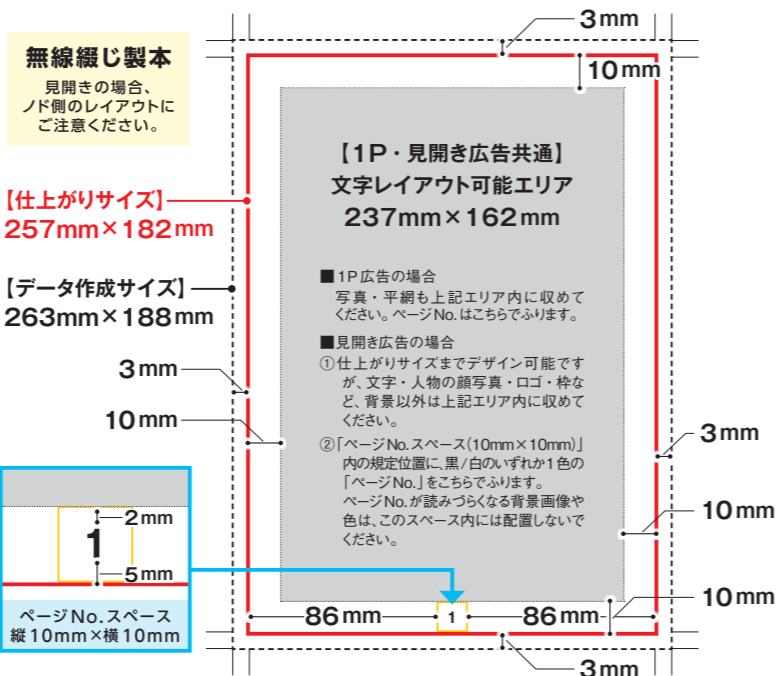 無線綴じ製本
見開きの場合、
ノド側のレイアウトに
ご注意ください。
3mm
10mm
【1P・見開き広告共通】
文字レイアウト可能エリア
237mm×162mm
【仕上がりサイズ】
257mm×182mm
【データ作成サイズ】
263mm×188mm
■1P広告の場合
写真・平網も上記エリア内に収めて
ください。ページNo.はこちらでふります。
■見開き広告の場合
①仕上がりサイズまでデザイン可能です
が、文字・人物の顔写真・ロゴ・枠な
ど、背景以外は上記エリア内に収めて
ください。
②「ページNo.スペース(10mm×10mm)」
内の規定位置に、黒/白のいずれか1色の
「ページNo.」をこちらでふります。
ページNo.が読みづらくなる背景画像や
色は、このスペース内には配置しないで
ください。
3mm
10mm
3mm
10mm
10mm
2mm
1
5mm
ページNo.スペース
縦10mm×横10mm
86mm
1
86mm
3mm